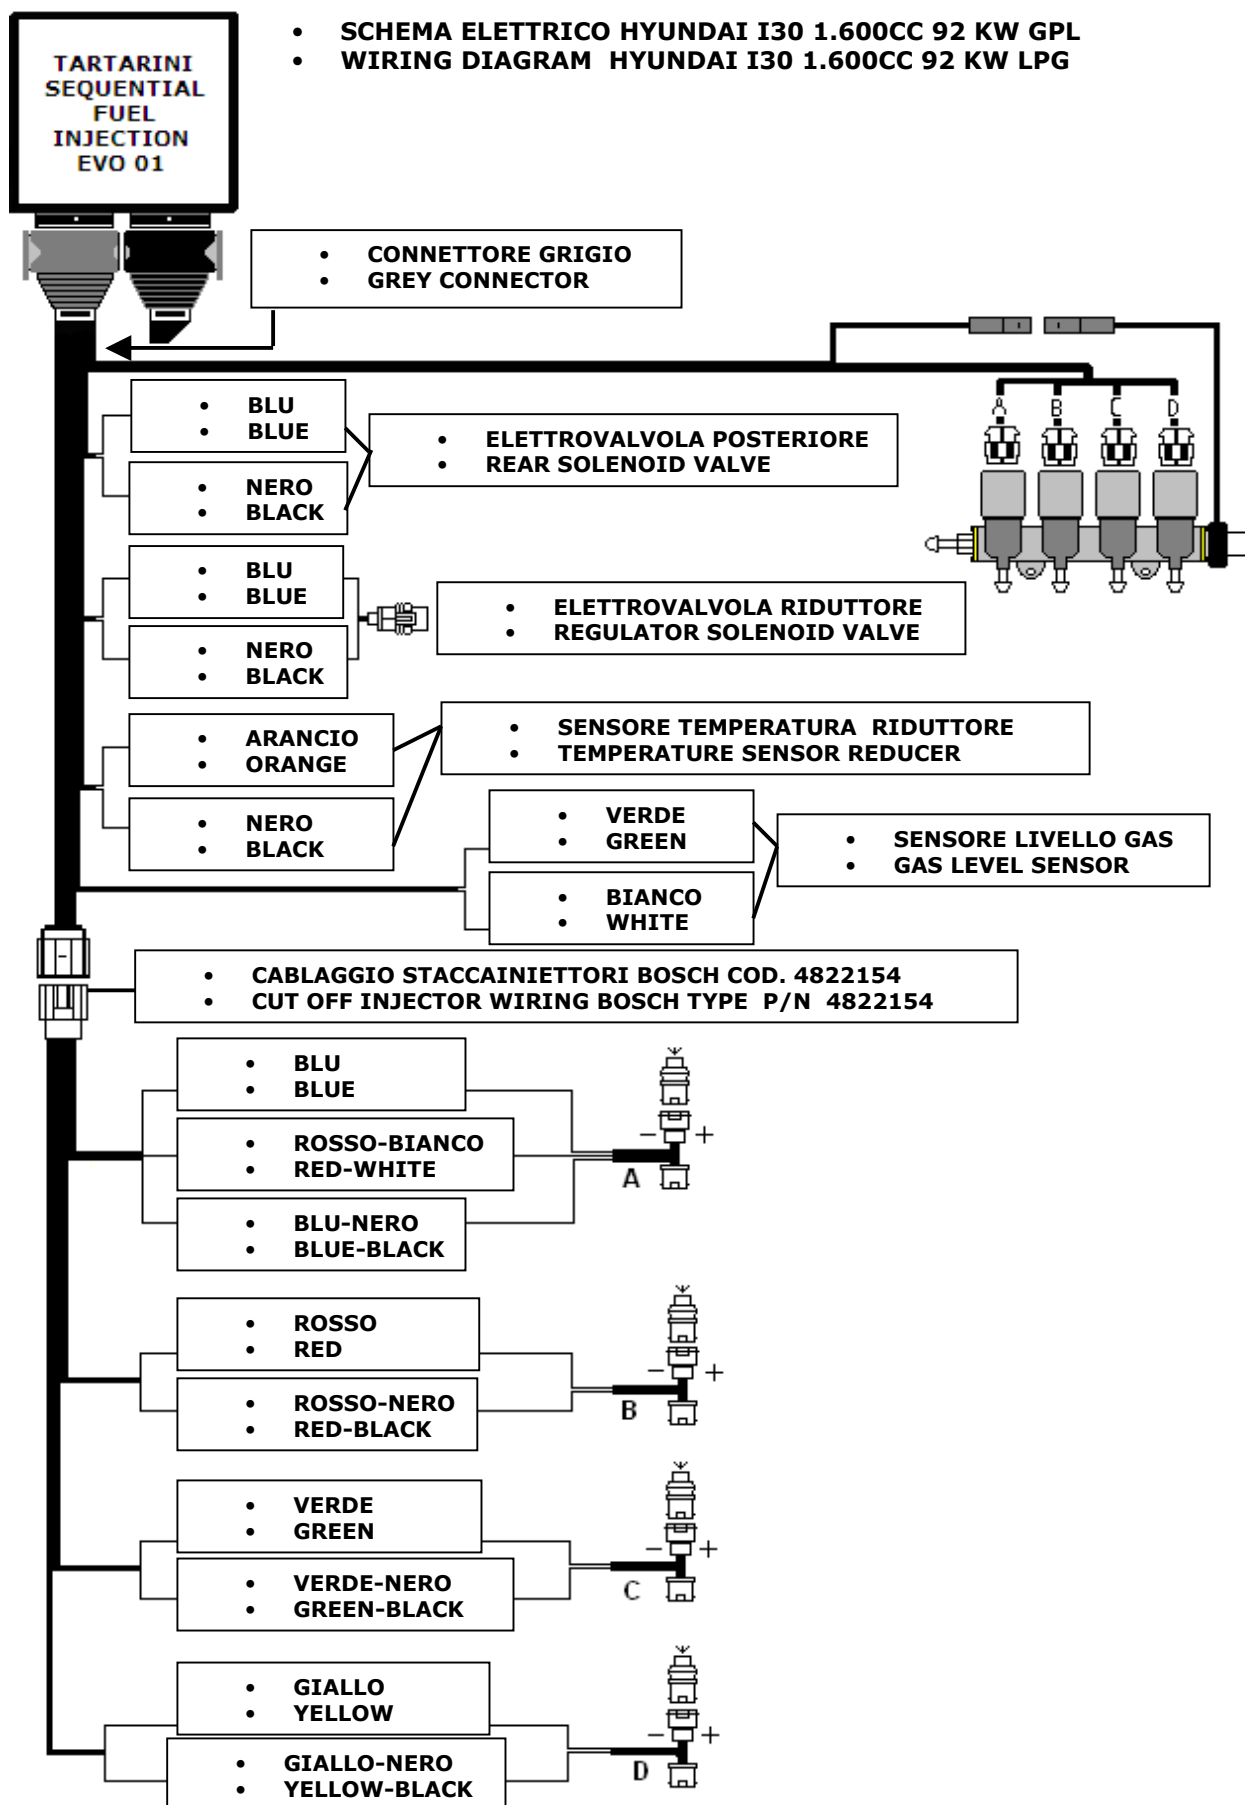 • SCHEMA ELETTRICO HYUNDAI I30 1.600CC 92 KW GPL
• WIRING DIAGRAM HYUNDAI I30 1.600CC 92 KW LPG
TARTARINI
SEQUENTIAL
FUEL
INJECTION
EVO 01
• CONNETTORE GRIGIO
• GREY CONNECTOR
A B C D
• BLU
• BLUE
• ELETTROVALVOLA POSTERIORE
• REAR SOLENOID VALVE
• NERO
• BLACK
• BLU
• BLUE
• ELETTROVALVOLA RIDUTTORE
• REGULATOR SOLENOID VALVE
• NERO
• BLACK
• ARANCIO
• ORANGE
• SENSORE TEMPERATURA RIDUTTORE
• TEMPERATURE SENSOR REDUCER
• NERO
• BLACK
• VERDE
• GREEN
• SENSORE LIVELLO GAS
• GAS LEVEL SENSOR
• BIANCO
• WHITE
• CABLAGGIO STACCAINIETTORI BOSCH COD. 4822154
• CUT OFF INJECTOR WIRING BOSCH TYPE P/N 4822154
• BLU
• BLUE
• ROSSO-BIANCO
• RED-WHITE
• BLU-NERO
• BLUE-BLACK
− +
A
• ROSSO
• RED
• ROSSO-NERO
• RED-BLACK
− +
B
• VERDE
• GREEN
• VERDE-NERO
• GREEN-BLACK
− +
C
• GIALLO
• YELLOW
• GIALLO-NERO
• YELLOW-BLACK
− +
D